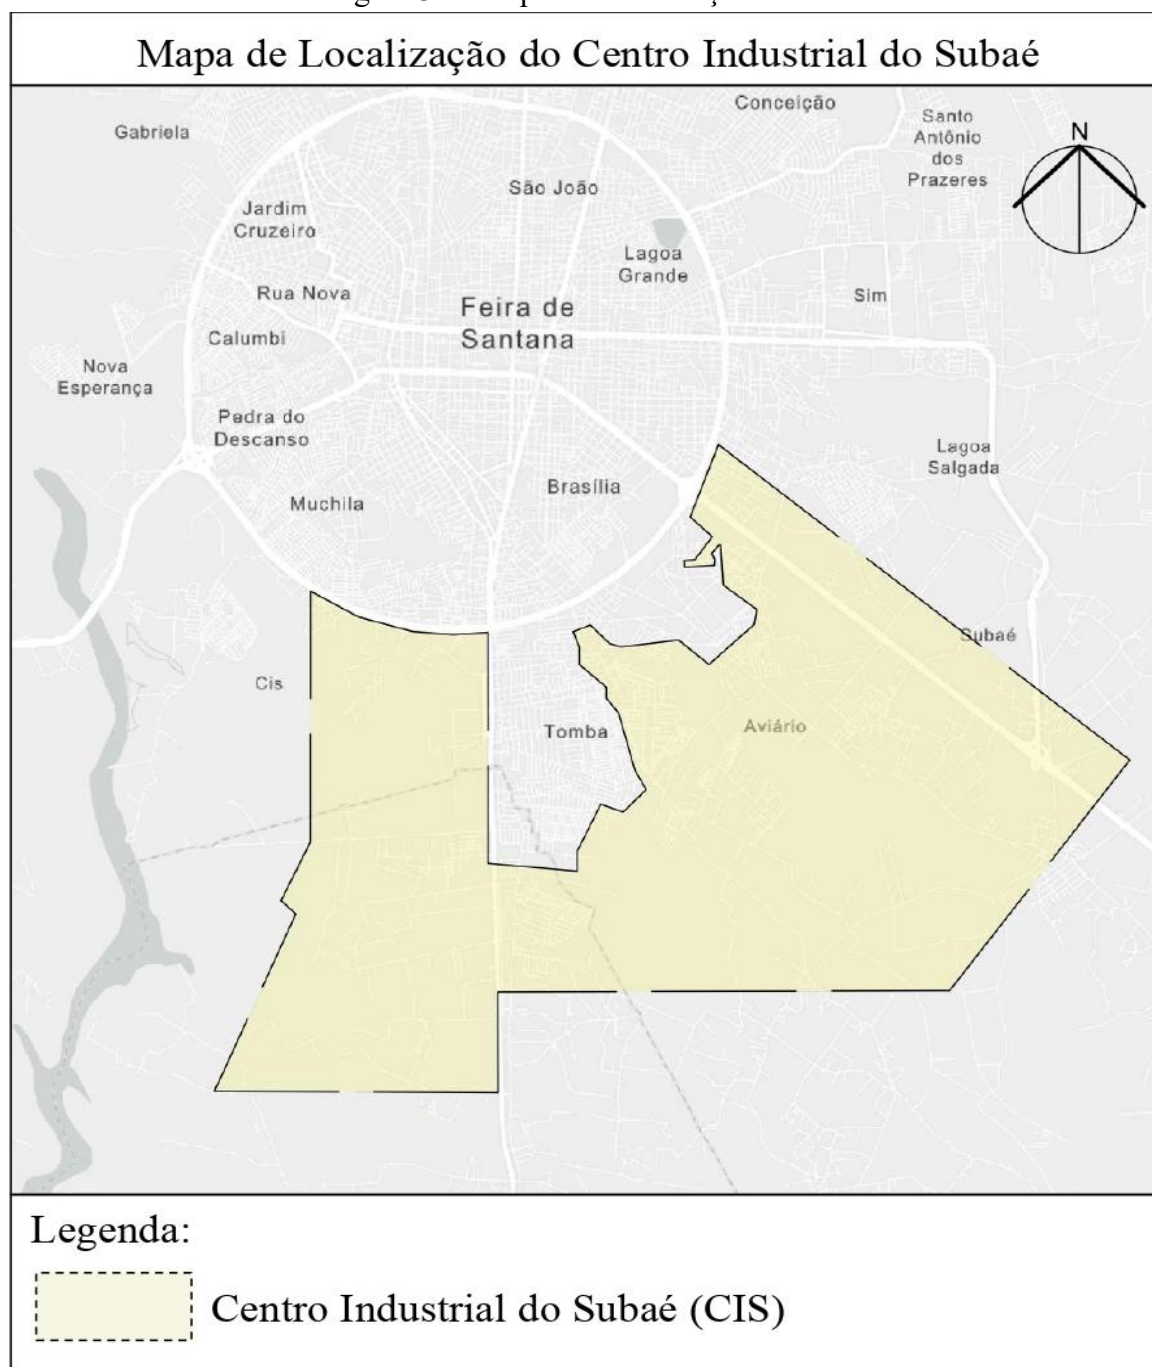 Mapa de Localização do Centro Industrial do Subaé
Conceição
Gabriela
Santo
Antônio
dos
Prazeres
N
São João
Jardim
Cruzeiro
Lagoa
Grande
Rua Nova
Sim
Feira de
Santana
Calumbi
Nova
Esperança
Pedra do
Descanso
Lagoa
Salgada
Brasília
Muchila
Subaé
Cis
Tomba
Aviário
Legenda:
Centro Industrial do Subaé (CIS)